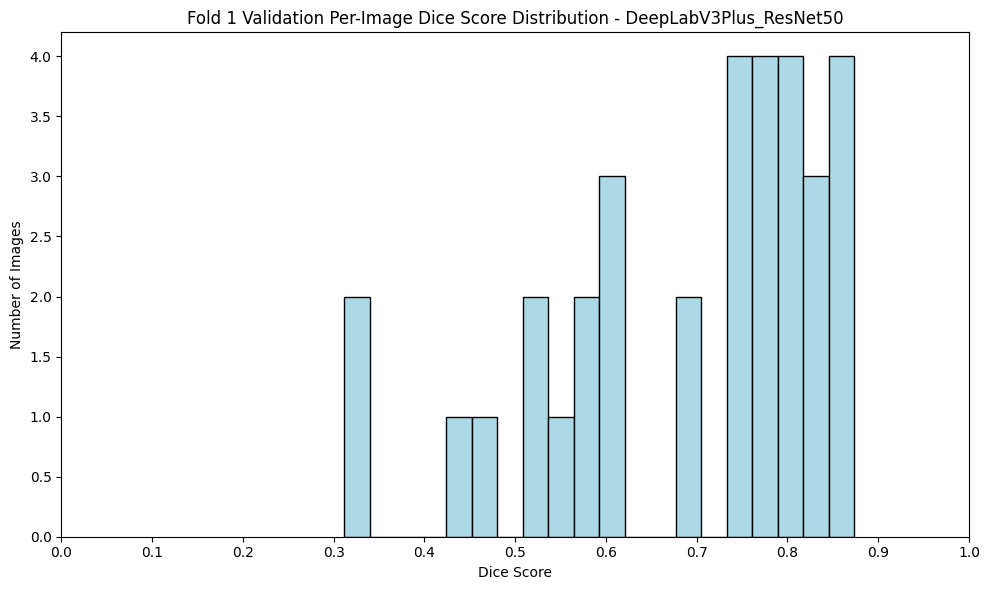 Fold 1 Validation Per-Image Dice Score Distribution - DeepLabV3Plus_ResNet50
Number of Images
4.0
3.5
3.0
2.5
2.0
1.5
1.0
0.5
0.0
0.0 0.1 0.2 0.3 0.4 0.5 0.6 0.7 0.8 0.9 1.0
Dice Score